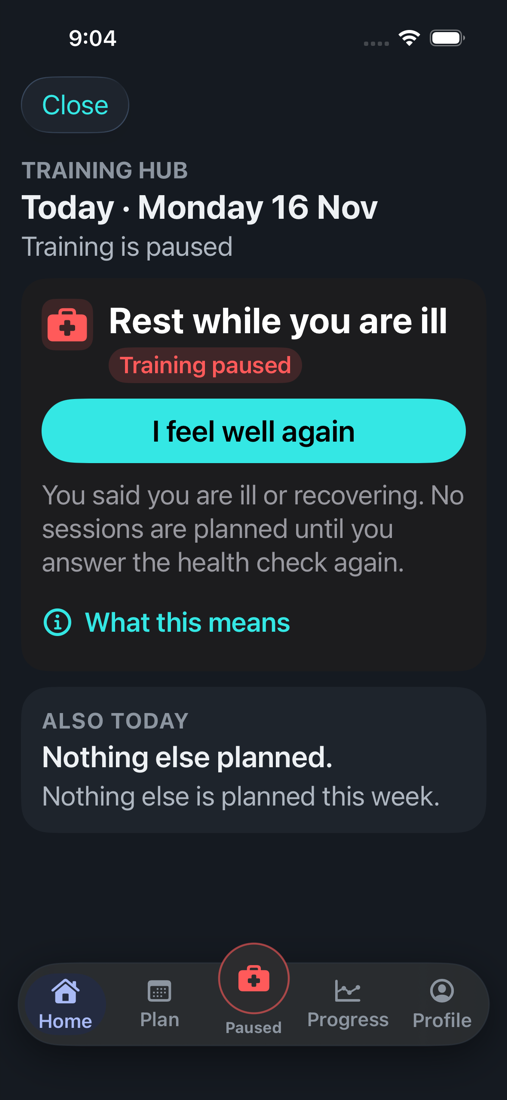 9:04
Close
TRAINING HUB
Today · Monday 16 Nov
Training is paused
Rest while you are ill
Training paused
I feel well again
You said you are ill or recovering. No
sessions are planned until you
answer the health check again.
What this means
ALSO TODAY
Nothing else planned.
Nothing else is planned this week.
Home
Plan
Paused
Progress
Profile